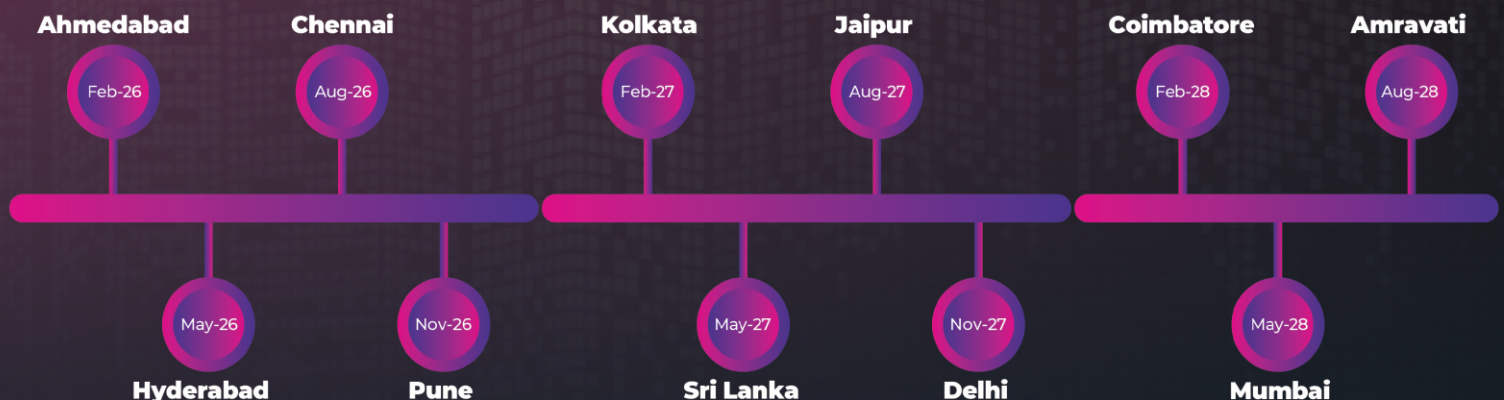 Ahmedabad
Chennai
Kolkata
Jaipur
Coimbatore
Amravati
Feb-26
Aug-26
Feb-27
Aug-27
Feb-28
Aug-28
May-26
Nov-26
May-27
Nov-27
May-28
Hyderabad
Pune
Sri Lanka
Delhi
Mumbai